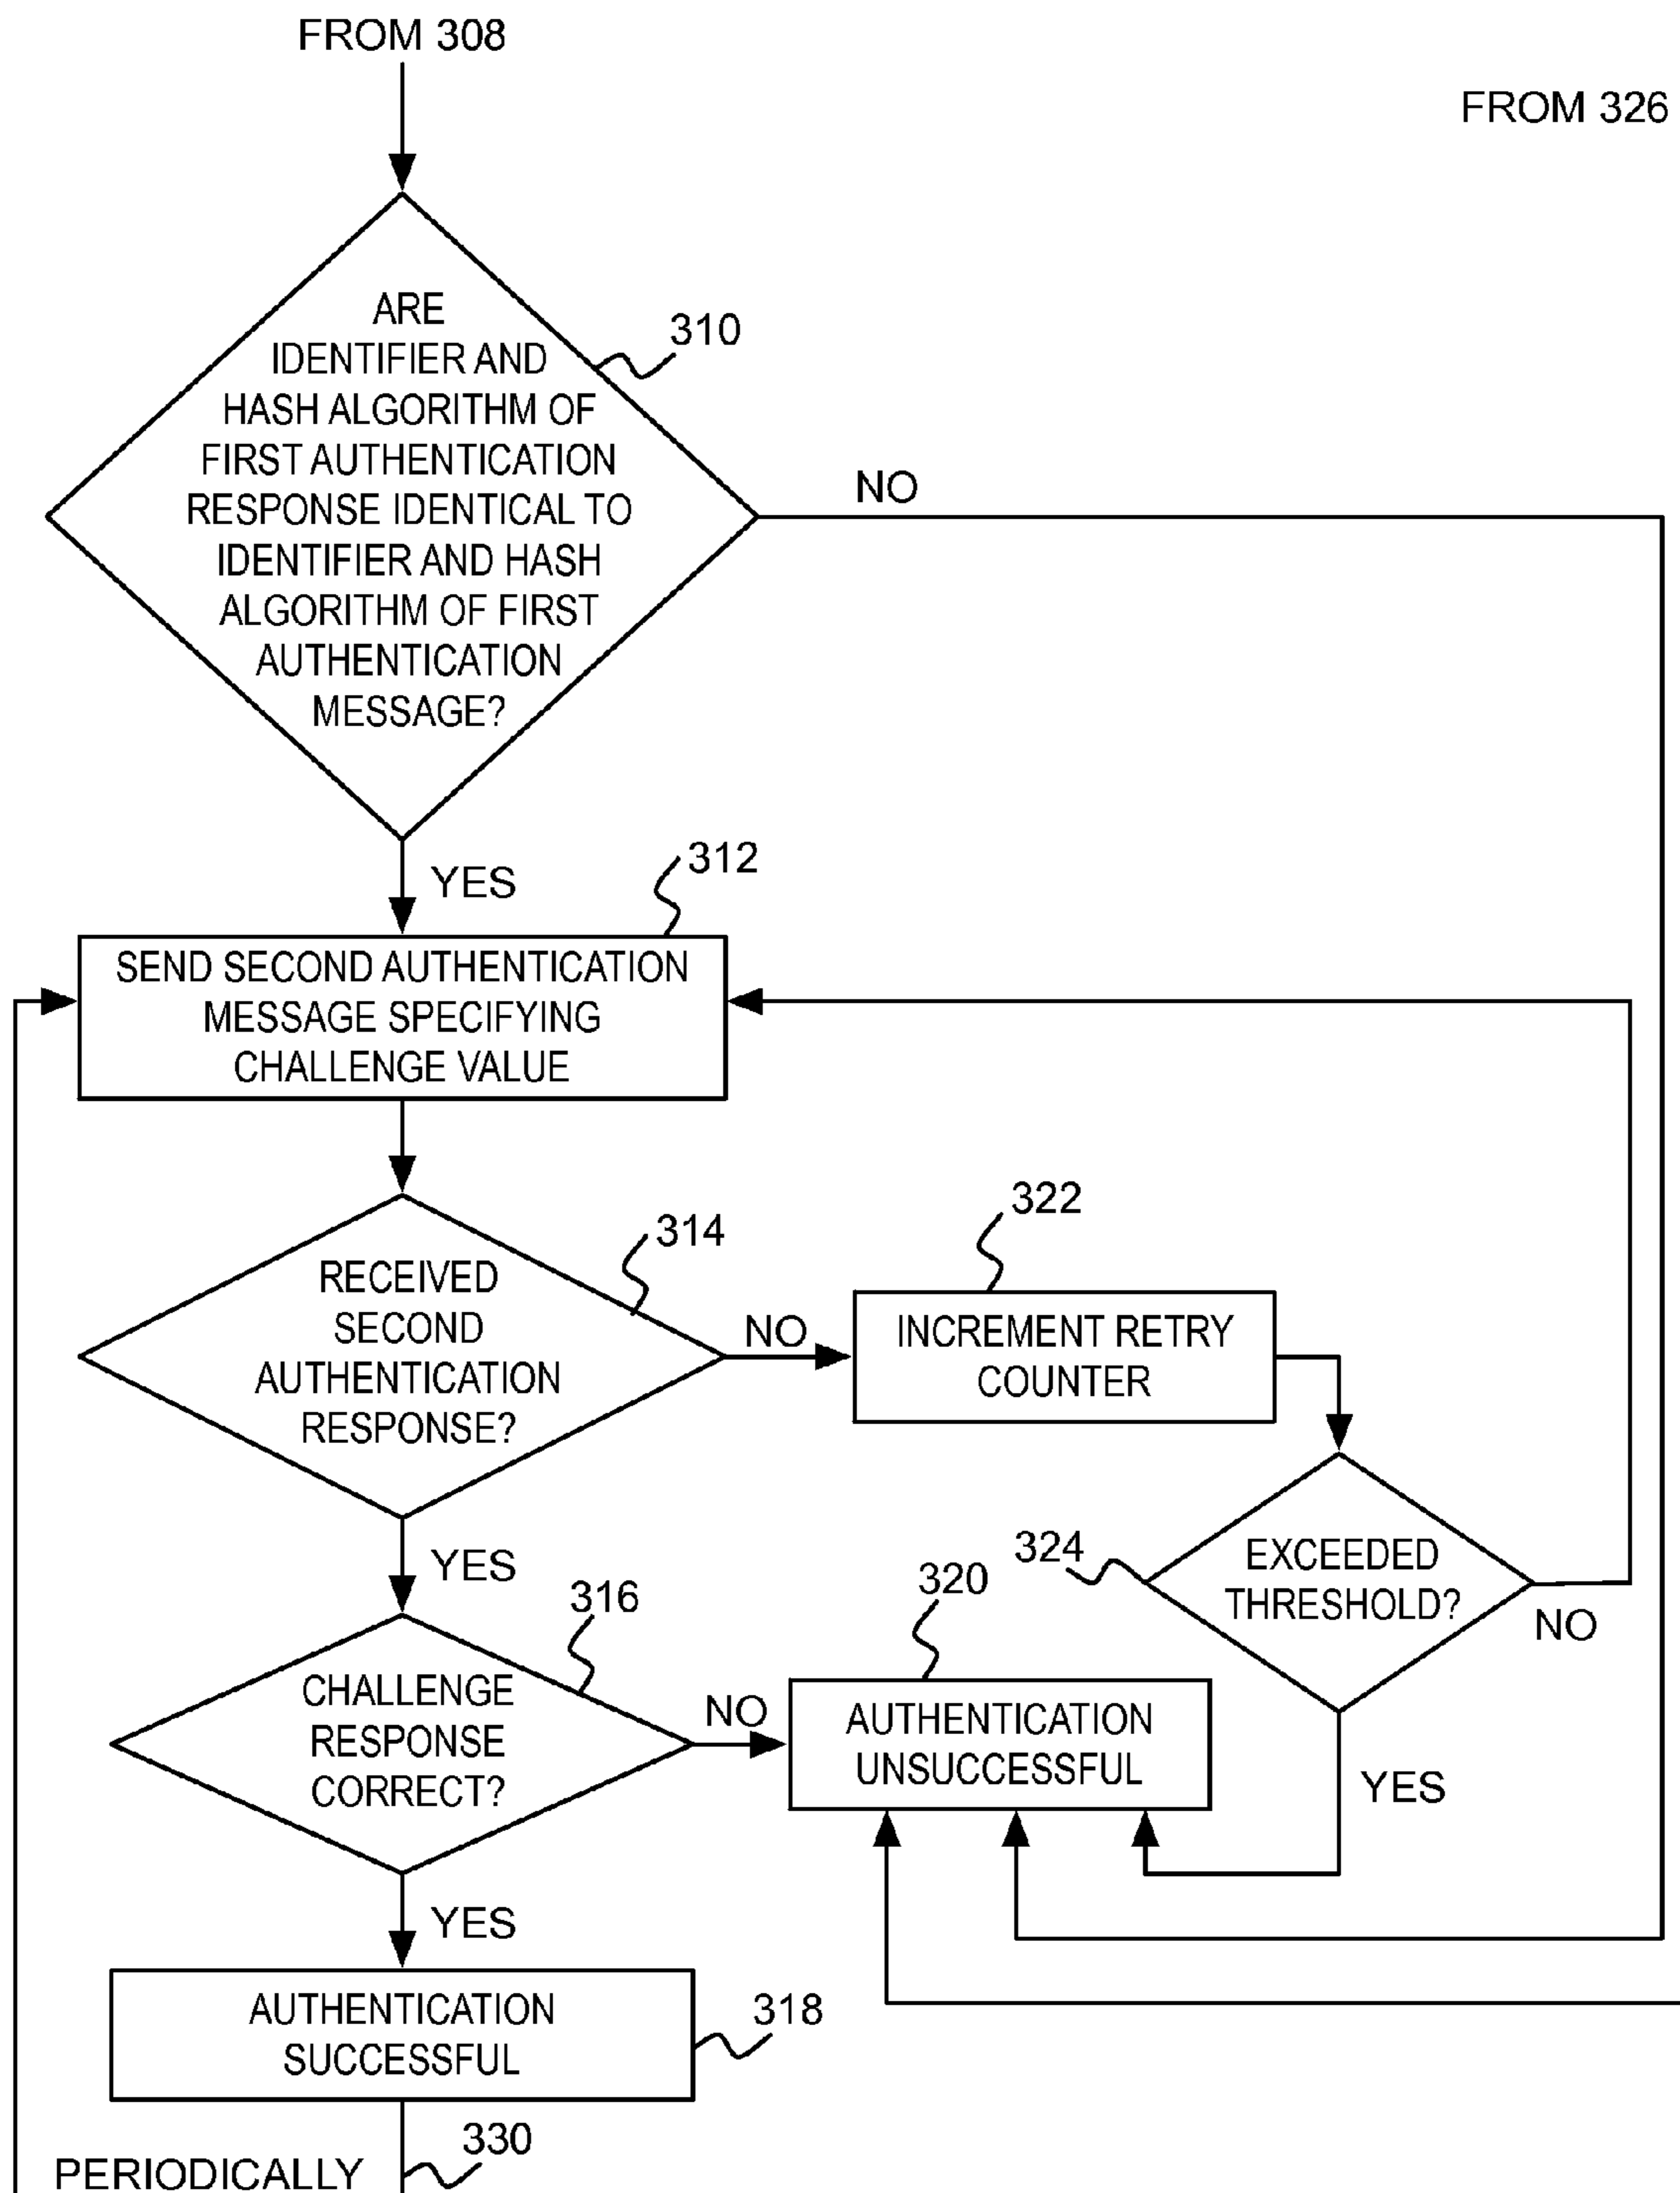 FROM 308
FROM 326
ARE
IDENTIFIER AND
HASH ALGORITHM OF
FIRST AUTHENTICATION
RESPONSE IDENTICAL TO
IDENTIFIER AND HASH
ALGORITHM OF FIRST
AUTHENTICATION
MESSAGE?
310
NO
YES
312
SEND SECOND AUTHENTICATION
MESSAGE SPECIFYING
CHALLENGE VALUE
314
RECEIVED
SECOND
AUTHENTICATION
RESPONSE?
NO
322
INCREMENT RETRY
COUNTER
YES
324
EXCEEDED
THRESHOLD?
NO
YES
316
CHALLENGE
RESPONSE
CORRECT?
NO
320
AUTHENTICATION
UNSUCCESSFUL
YES
AUTHENTICATION
SUCCESSFUL
318
PERIODICALLY
330